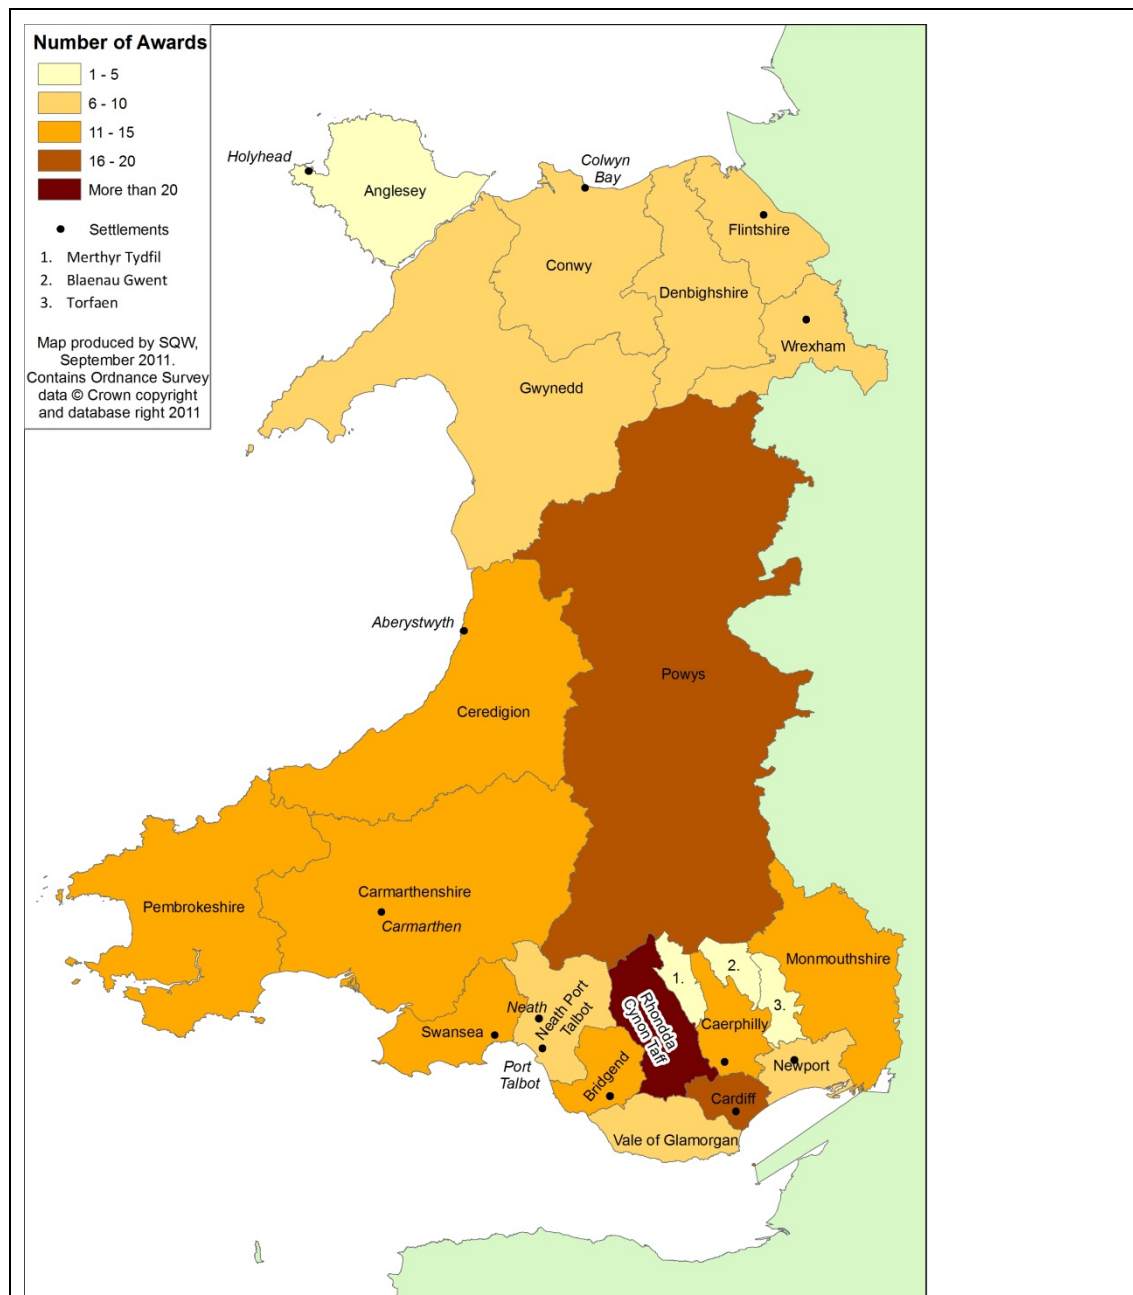 Number of Awards
1 - 5
6 - 10
11 - 15
16 - 20
More than 20
Settlements
1. Merthyr Tydfil
2. Blaenau Gwent
3. Torfaen
Map produced by SQW,
September 2011.
Contains Ordnance Survey
data © Crown copyright
and database right 2011
Holyhead
Anglesey
Colwyn
Bay
Flintshire
Conwy
Denbighshire
Wrexham
Gwynedd
Aberystwyth
Powys
Ceredigion
Carmarthenshire
Pembrokeshire
Carmarthen
Monmouthshire
1.
2.
3.
Neath
Neath Port
Talbot
Rhondda
Cynon Taff
Caerphilly
Swansea
Port
Talbot
Bridgend
Newport
Cardiff
Vale of Glamorgan